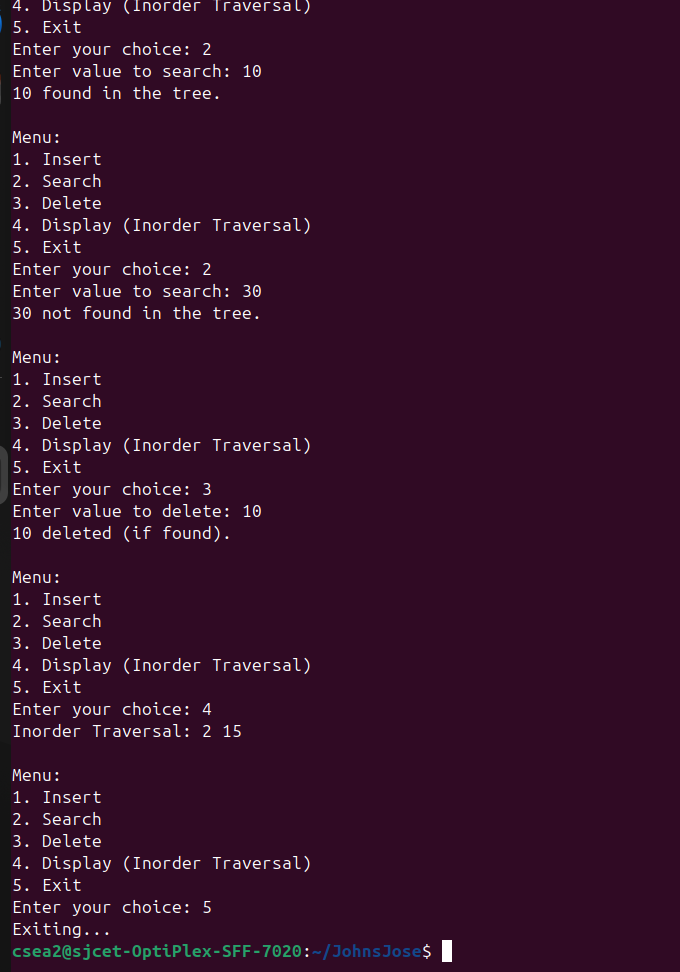 4. Display (Inorder Traversal)
5. Exit
Enter your choice: 2
Enter value to search: 10
10 found in the tree.

Menu:
1. Insert
2. Search
3. Delete
4. Display (Inorder Traversal)
5. Exit
Enter your choice: 2
Enter value to search: 30
30 not found in the tree.

Menu:
1. Insert
2. Search
3. Delete
4. Display (Inorder Traversal)
5. Exit
Enter your choice: 3
Enter value to delete: 10
10 deleted (if found).

Menu:
1. Insert
2. Search
3. Delete
4. Display (Inorder Traversal)
5. Exit
Enter your choice: 4
Inorder Traversal: 2 15

Menu:
1. Insert
2. Search
3. Delete
4. Display (Inorder Traversal)
5. Exit
Enter your choice: 5
Exiting...
csea2@sjcet-OptiPlex-SFF-7020:~/JohnsJose$